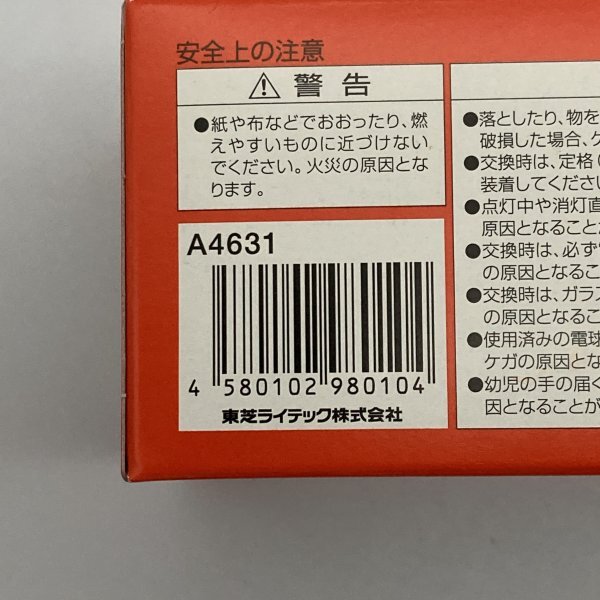 安全上の注意
⚠警告
●紙や布などでおおったり、燃
えやすいものに近づけない
でください。火災の原因とな
ります。
A4631
4 580102 980104
東芝ライテック株式会社
●落としたり、物を
破損した場合、ケ
●交換時は、定格
装着してくださ
●点灯中や消灯直
原因となること
●交換時は、必ず
の原因となるこ
●交換時は、ガラス
の原因となるこ
●使用済みの電球
ケガの原因とな
●幼児の手の届く
因となることが